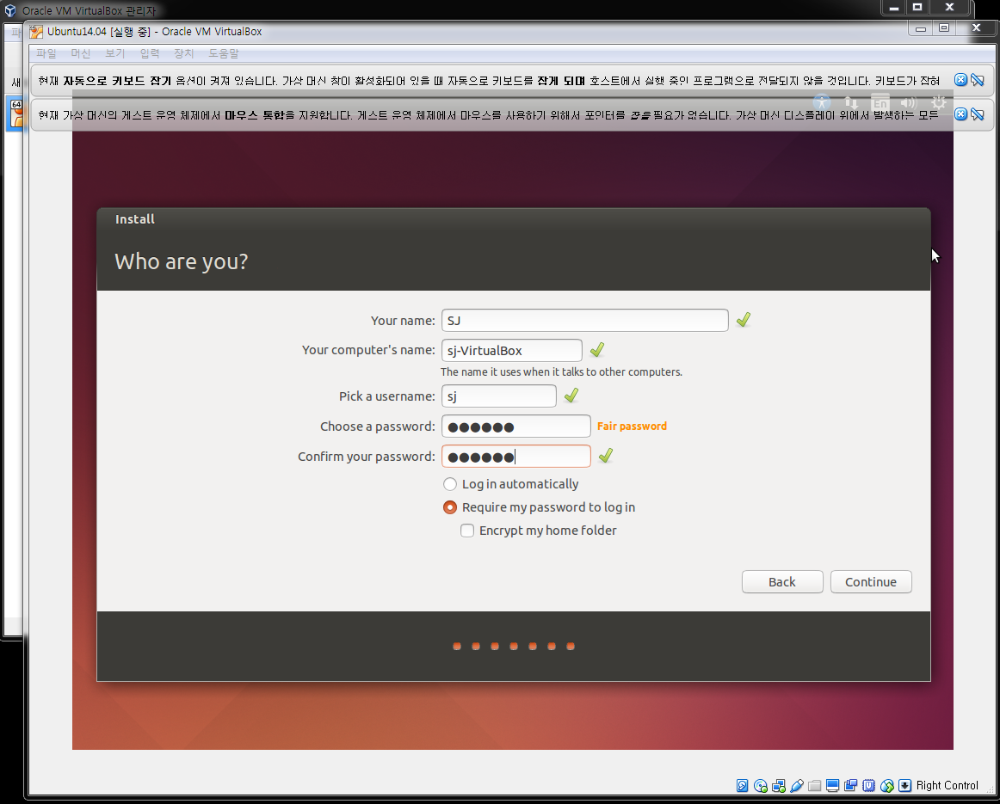 Oracle VM VirtualBox 관리자
파
Ubuntu14.04 [실행 중] - Oracle VM VirtualBox
파일 머신 보기 입력 장치 도움말
새
현재 자동으로 키보드 잡기 옵션이 켜져 있습니다. 가상 머신 창이 활성화되어 있을 때 자동으로 키보드를 잡게 되며 호스트에서 실행 중인 프로그램으로 전달되지 않을 것입니다. 키보드가 잡혀
64
En
현재 가상 머신의 게스트 운영 체제에서 마우스 통합을 지원합니다. 게스트 운영 체제에서 마우스를 사용하기 위해서 포인터를 잡을 필요가 없습니다. 가상 머신 디스플레이 위에서 발생하는 모든
Install
Who are you?
Your name: SJ
Your computer's name: sj-VirtualBox
The name it uses when it talks to other computers.
Pick a username: sj
Choose a password: ●●●●●● Fair password
Confirm your password: ●●●●●●
Log in automatically
Require my password to log in
Encrypt my home folder
Back Continue
Right Control